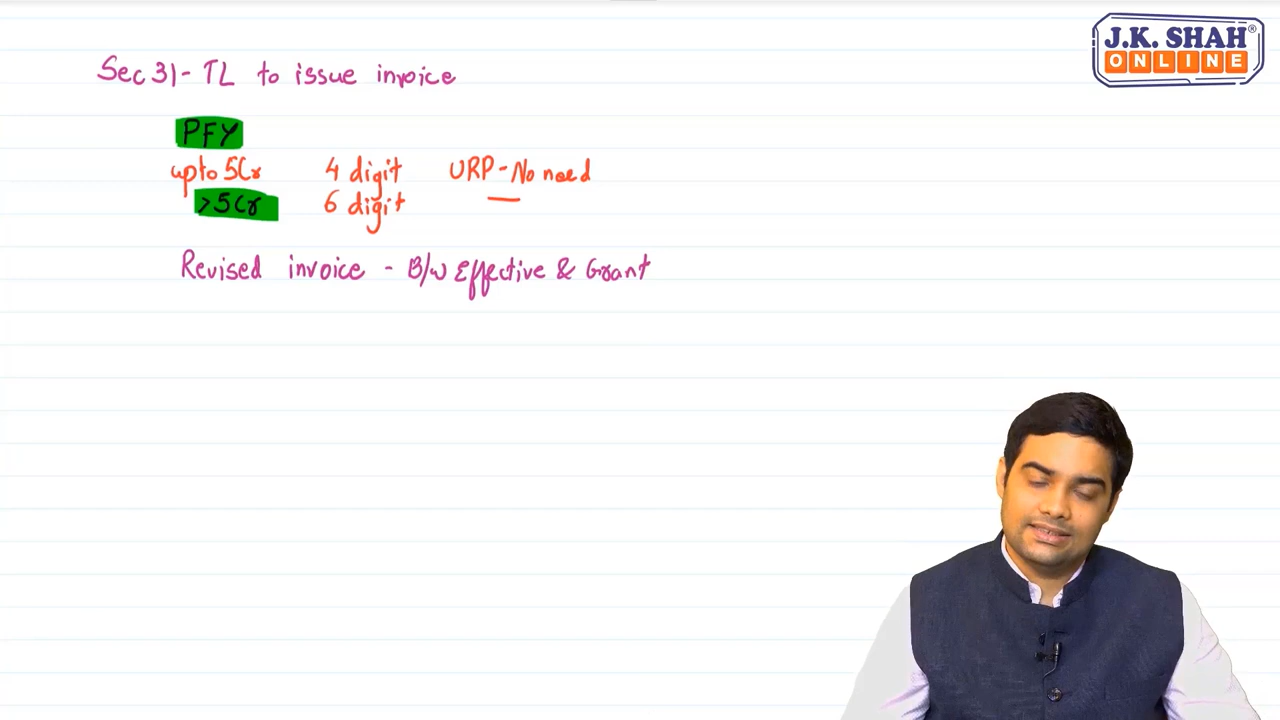 J.K. SHAH®
ONLINE
Sec 31 - TL to issue invoice
PFY
upto 5Cr 4 digit URP - No need
>5Cr 6 digit
Revised invoice - B/w Effective & Grant